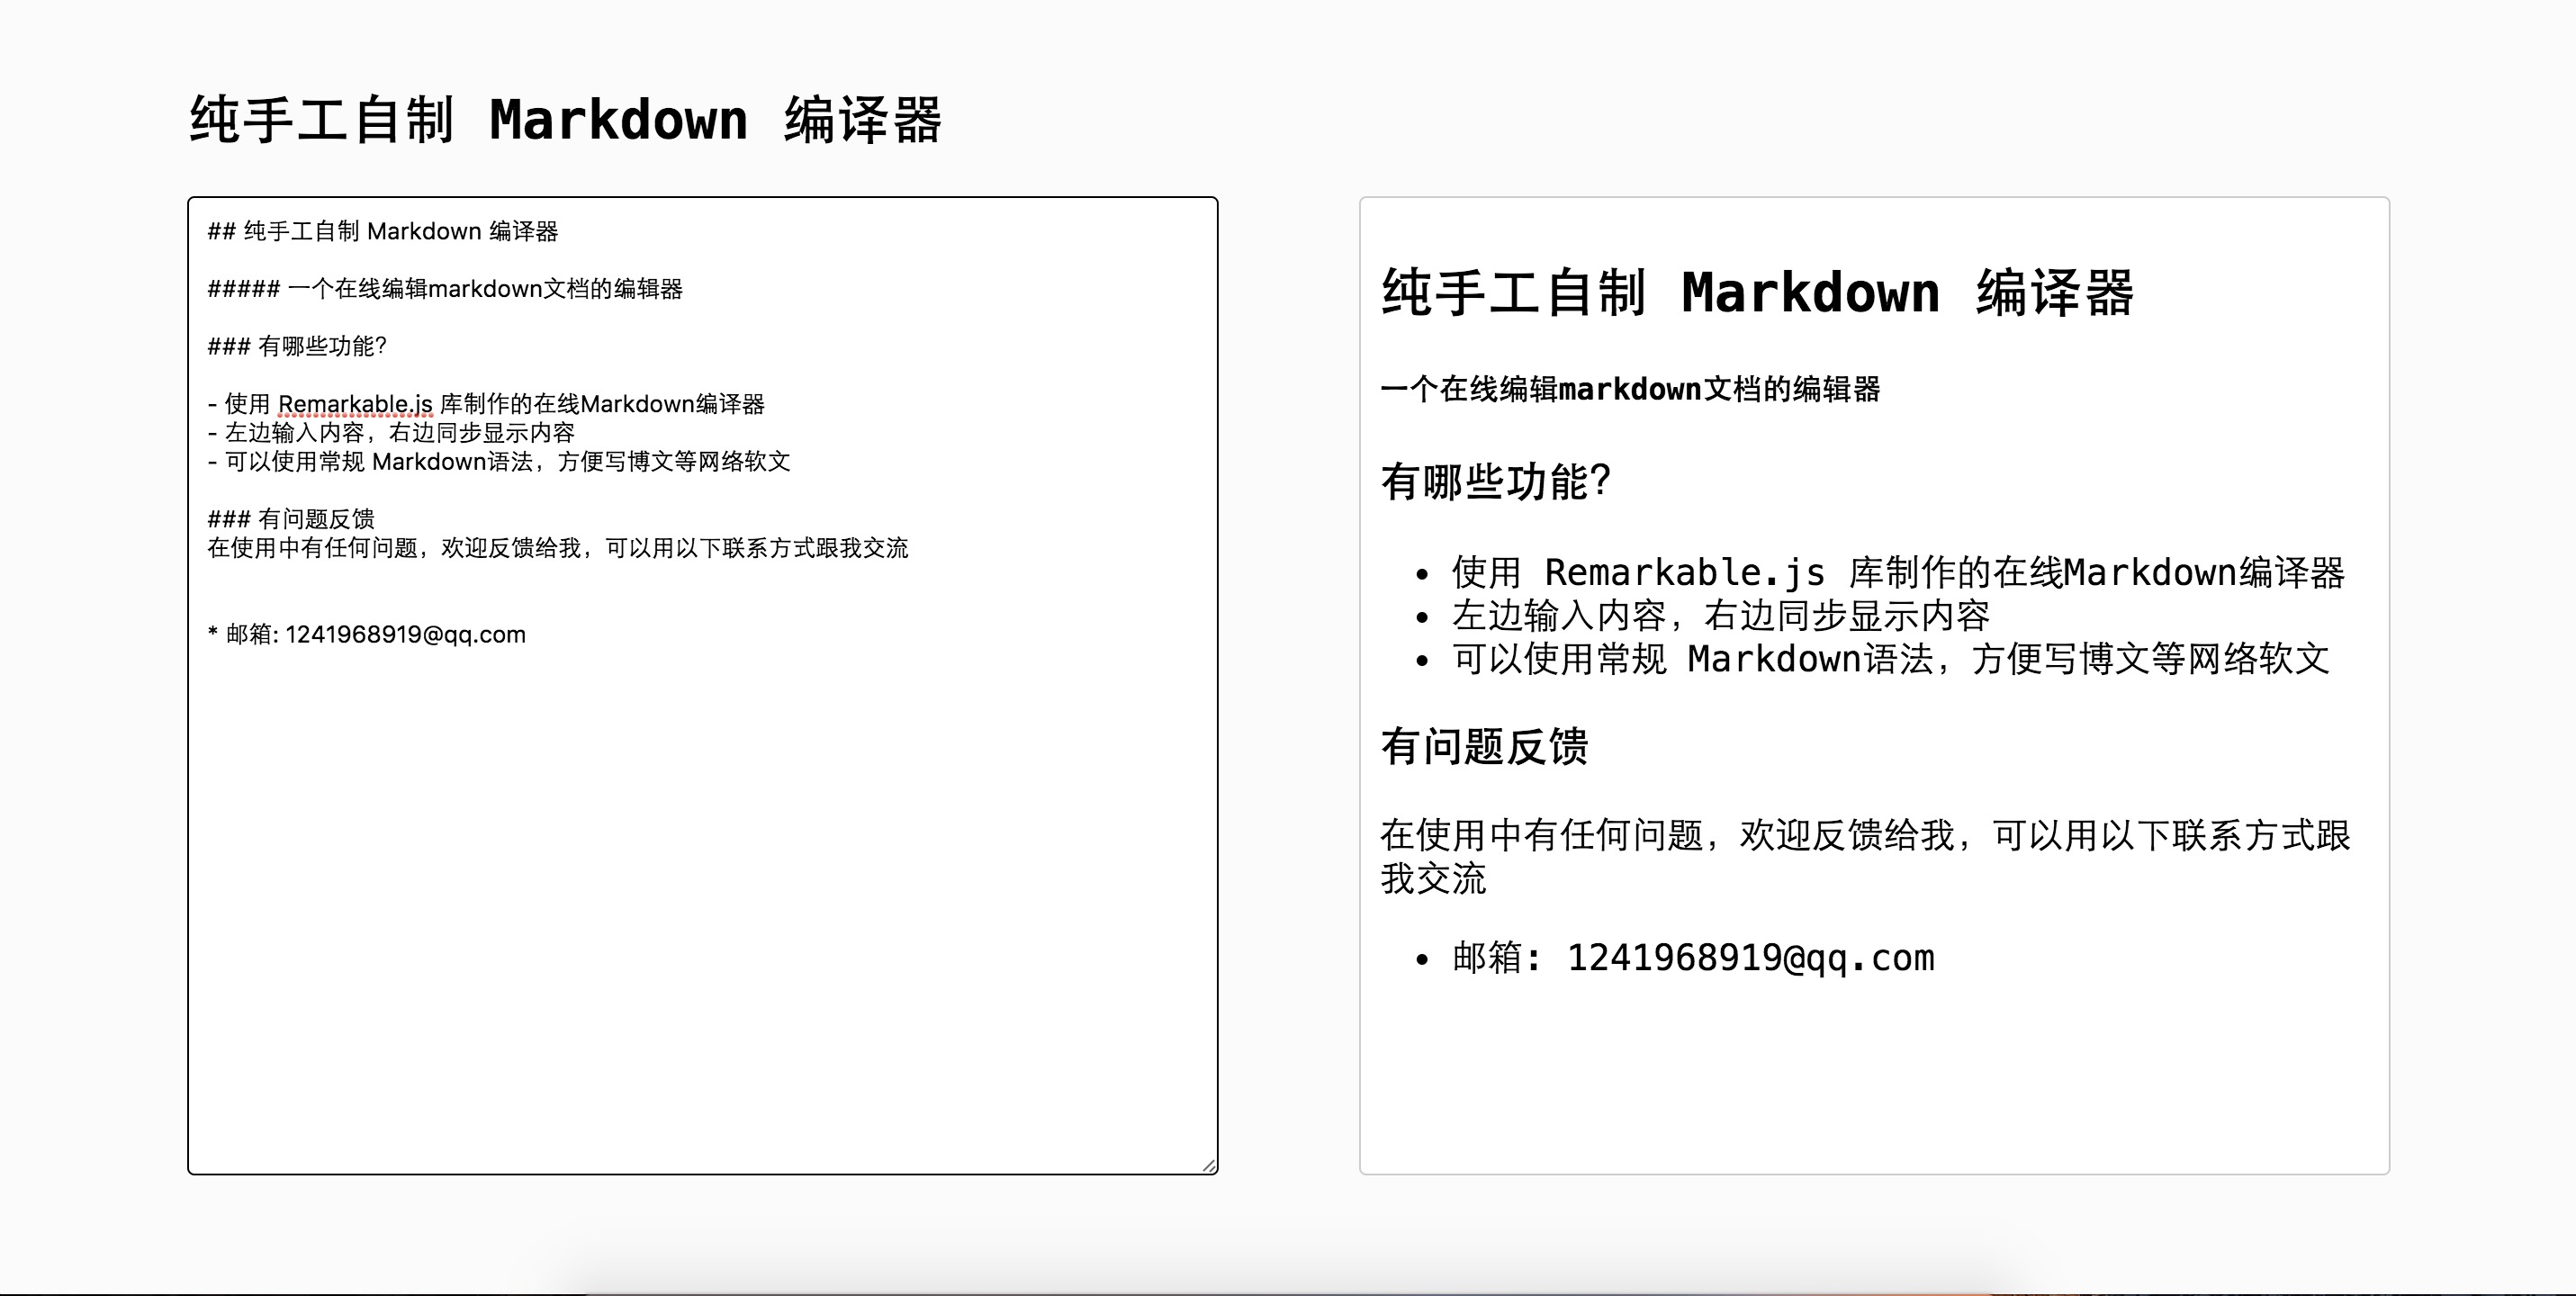 纯手工自制 Markdown 编译器
## 纯手工自制 Markdown 编译器
##### 一个在线编辑markdown文档的编辑器
### 有哪些功能？
- 使用 Remarkable.js 库制作的在线Markdown编译器
- 左边输入内容，右边同步显示内容
- 可以使用常规 Markdown语法，方便写博文等网络软文
### 有问题反馈
在使用中有任何问题，欢迎反馈给我，可以用以下联系方式跟我交流
* 邮箱: 1241968919@qq.com
纯手工自制 Markdown 编译器
一个在线编辑markdown文档的编辑器
有哪些功能？
• 使用 Remarkable.js 库制作的在线Markdown编译器
• 左边输入内容，右边同步显示内容
• 可以使用常规 Markdown语法，方便写博文等网络软文
有问题反馈
在使用中有任何问题，欢迎反馈给我，可以用以下联系方式跟
我交流
• 邮箱: 1241968919@qq.com